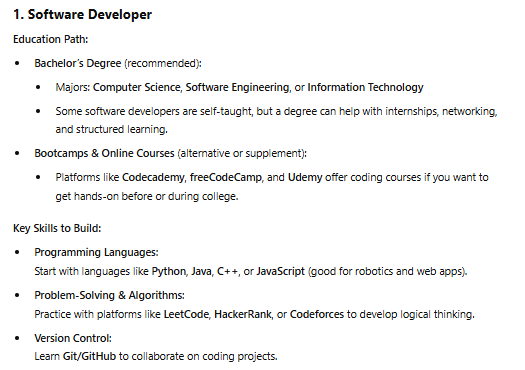 1. Software Developer
Education Path:
• Bachelor's Degree (recommended):
• Majors: Computer Science, Software Engineering, or Information Technology
• Some software developers are self-taught, but a degree can help with internships, networking,
and structured learning.
• Bootcamps & Online Courses (alternative or supplement):
• Platforms like Codecademy, freeCodeCamp, and Udemy offer coding courses if you want to
get hands-on before or during college.
Key Skills to Build:
• Programming Languages:
Start with languages like Python, Java, C++, or JavaScript (good for robotics and web apps).
• Problem-Solving & Algorithms:
Practice with platforms like LeetCode, HackerRank, or Codeforces to develop logical thinking.
• Version Control:
Learn Git/GitHub to collaborate on coding projects.